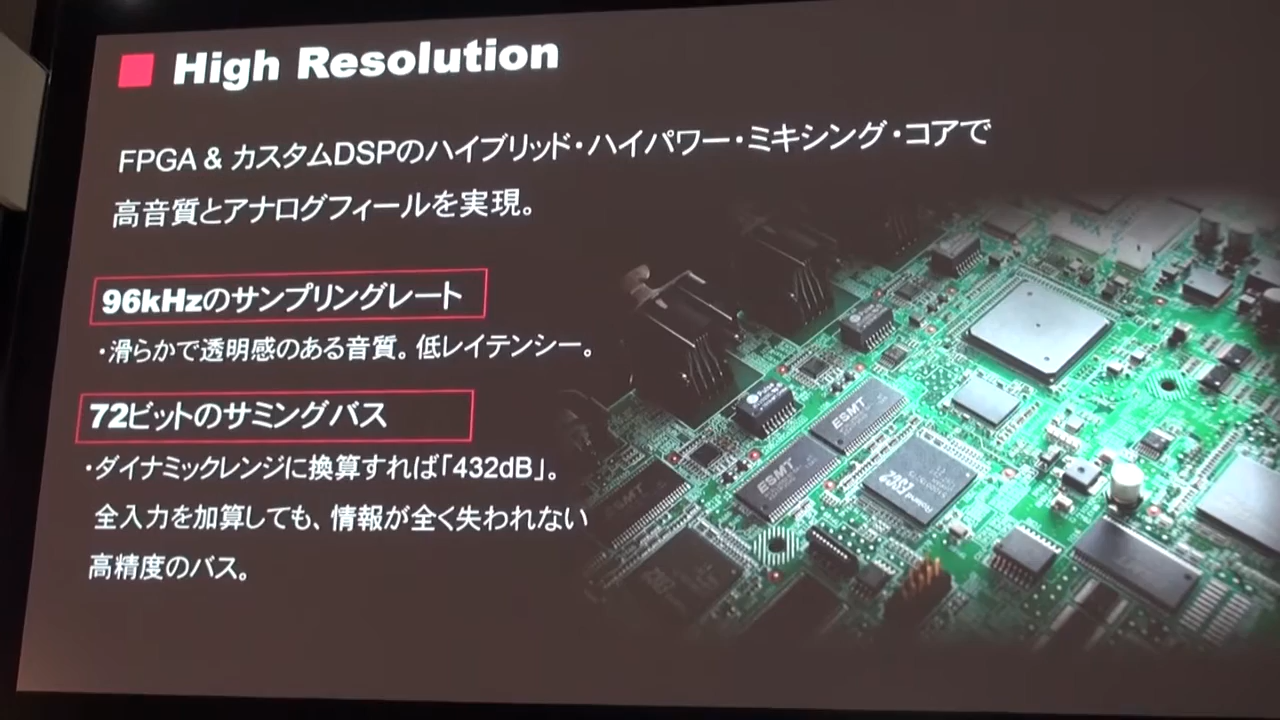 High Resolution
FPGA & カスタムDSPのハイブリッド・ハイパワー・ミキシング・コアで
高音質とアナログフィールを実現。
96kHzのサンプリングレート
・滑らかで透明感のある音質。低レイテンシー。
72ビットのサミングバス
・ダイナミックレンジに換算すれば「432dB」。
全入力を加算しても、情報が全く失われない
高精度のバス。
ESMT
ESMT
Roland